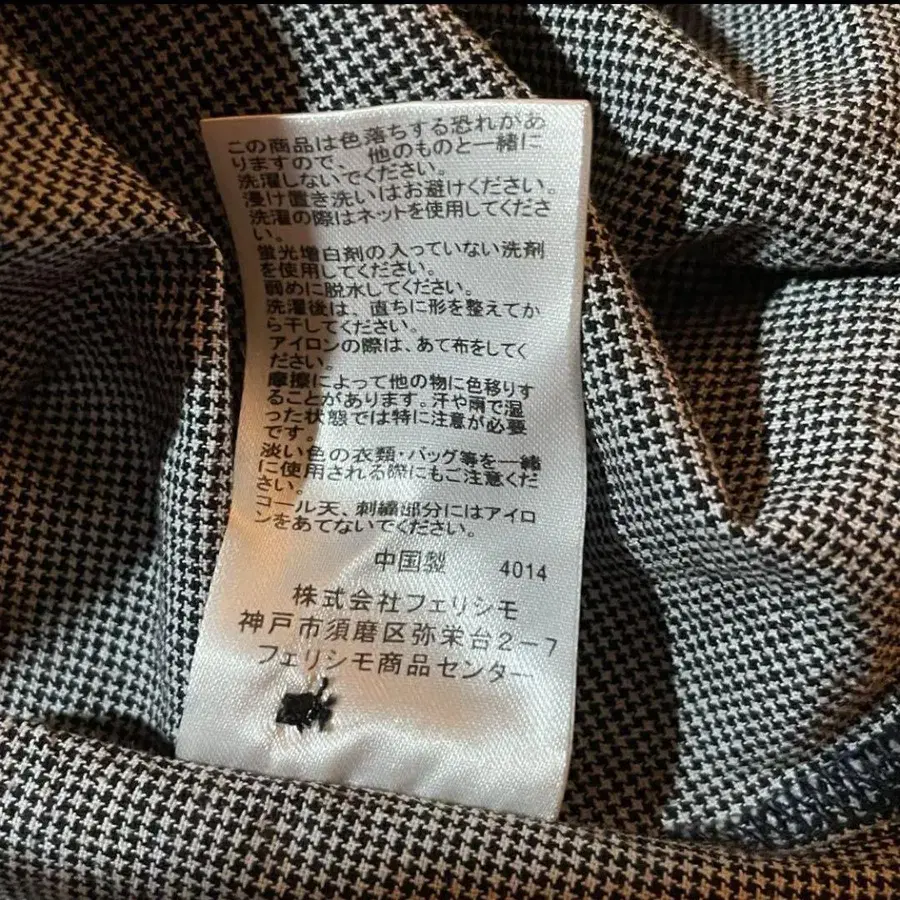 この商品は色落ちする恐れがあ
りますので、他のものと一緒に
洗濯しないでください。
浸け置き洗いはお避けください。
洗濯の際はネットを使用してくださ
い。
蛍光増白剤の入っていない洗剤
を使用してください。
弱めに脱水してください。
洗濯後は、直ちに形を整えてか
ら干してください。
アイロンの際は、あて布をしてく
ださい。
摩擦によって他の物に色移りす
ることがあります。汗や雨で湿
った状態では特に注意が必要
です。
淡い色の衣類・バッグ等を一緒
に使用される際にもご注意くだ
さい。
コール天、刺繍部分にはアイロ
ンをあてないでください。
中国製 4014
株式会社フェリシモ
神戸市須磨区弥栄台2-7
フェリシモ商品センター